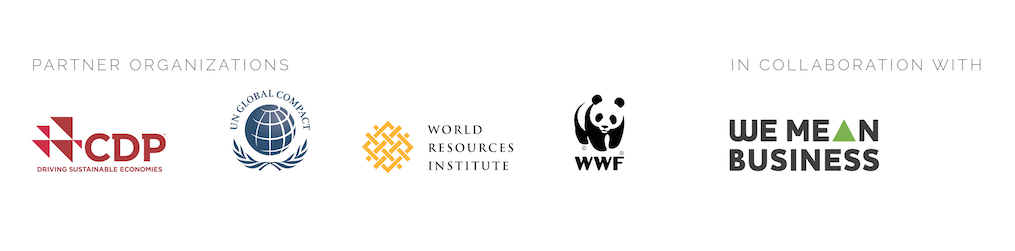 PARTNER ORGANIZATIONS
IN COLLABORATION WITH
CDP
DRIVING SUSTAINABLE ECONOMIES
UN GLOBAL COMPACT
WORLD
RESOURCES
INSTITUTE
WWF
WE MEAN
BUSINESS